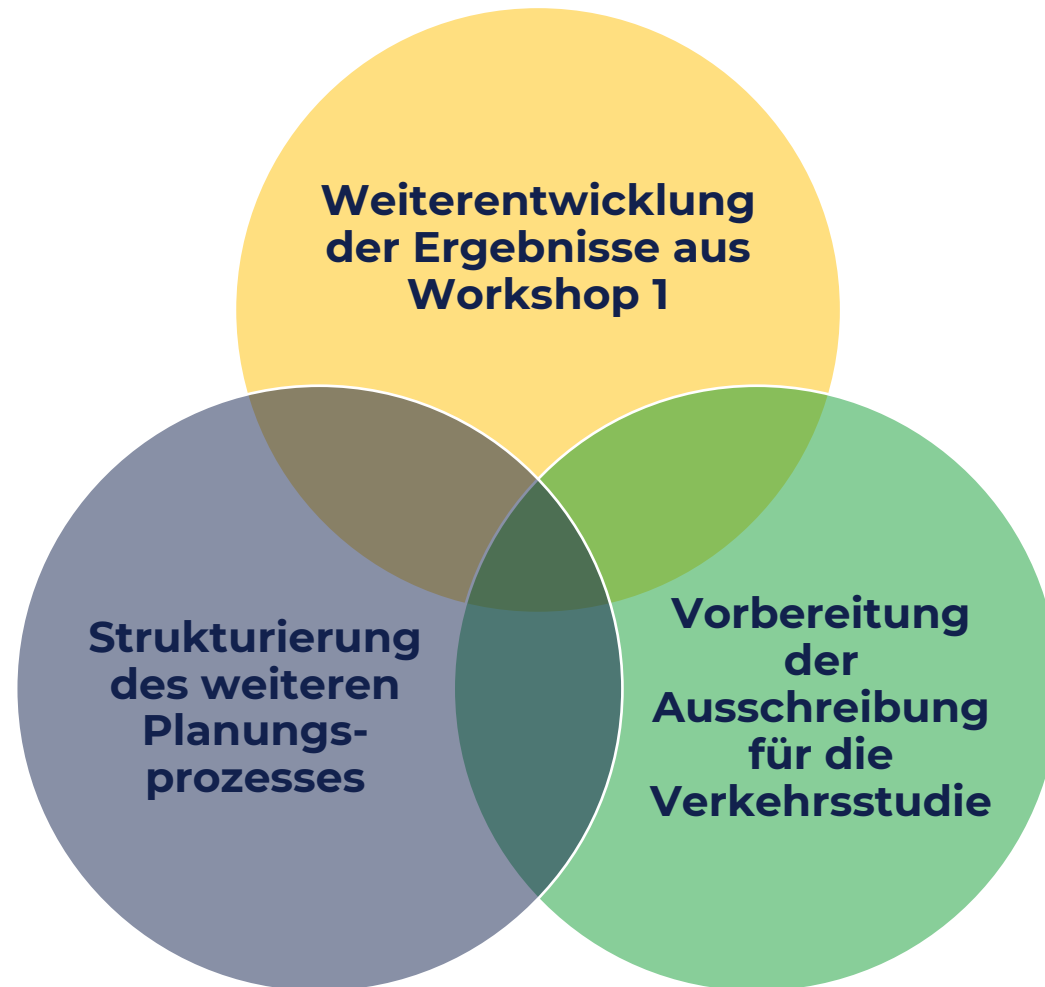 Weiterentwicklung
der Ergebnisse aus
Workshop 1
Strukturierung
des weiteren
Planungs-
prozesses
Vorbereitung
der
Ausschreibung
für die
Verkehrsstudie